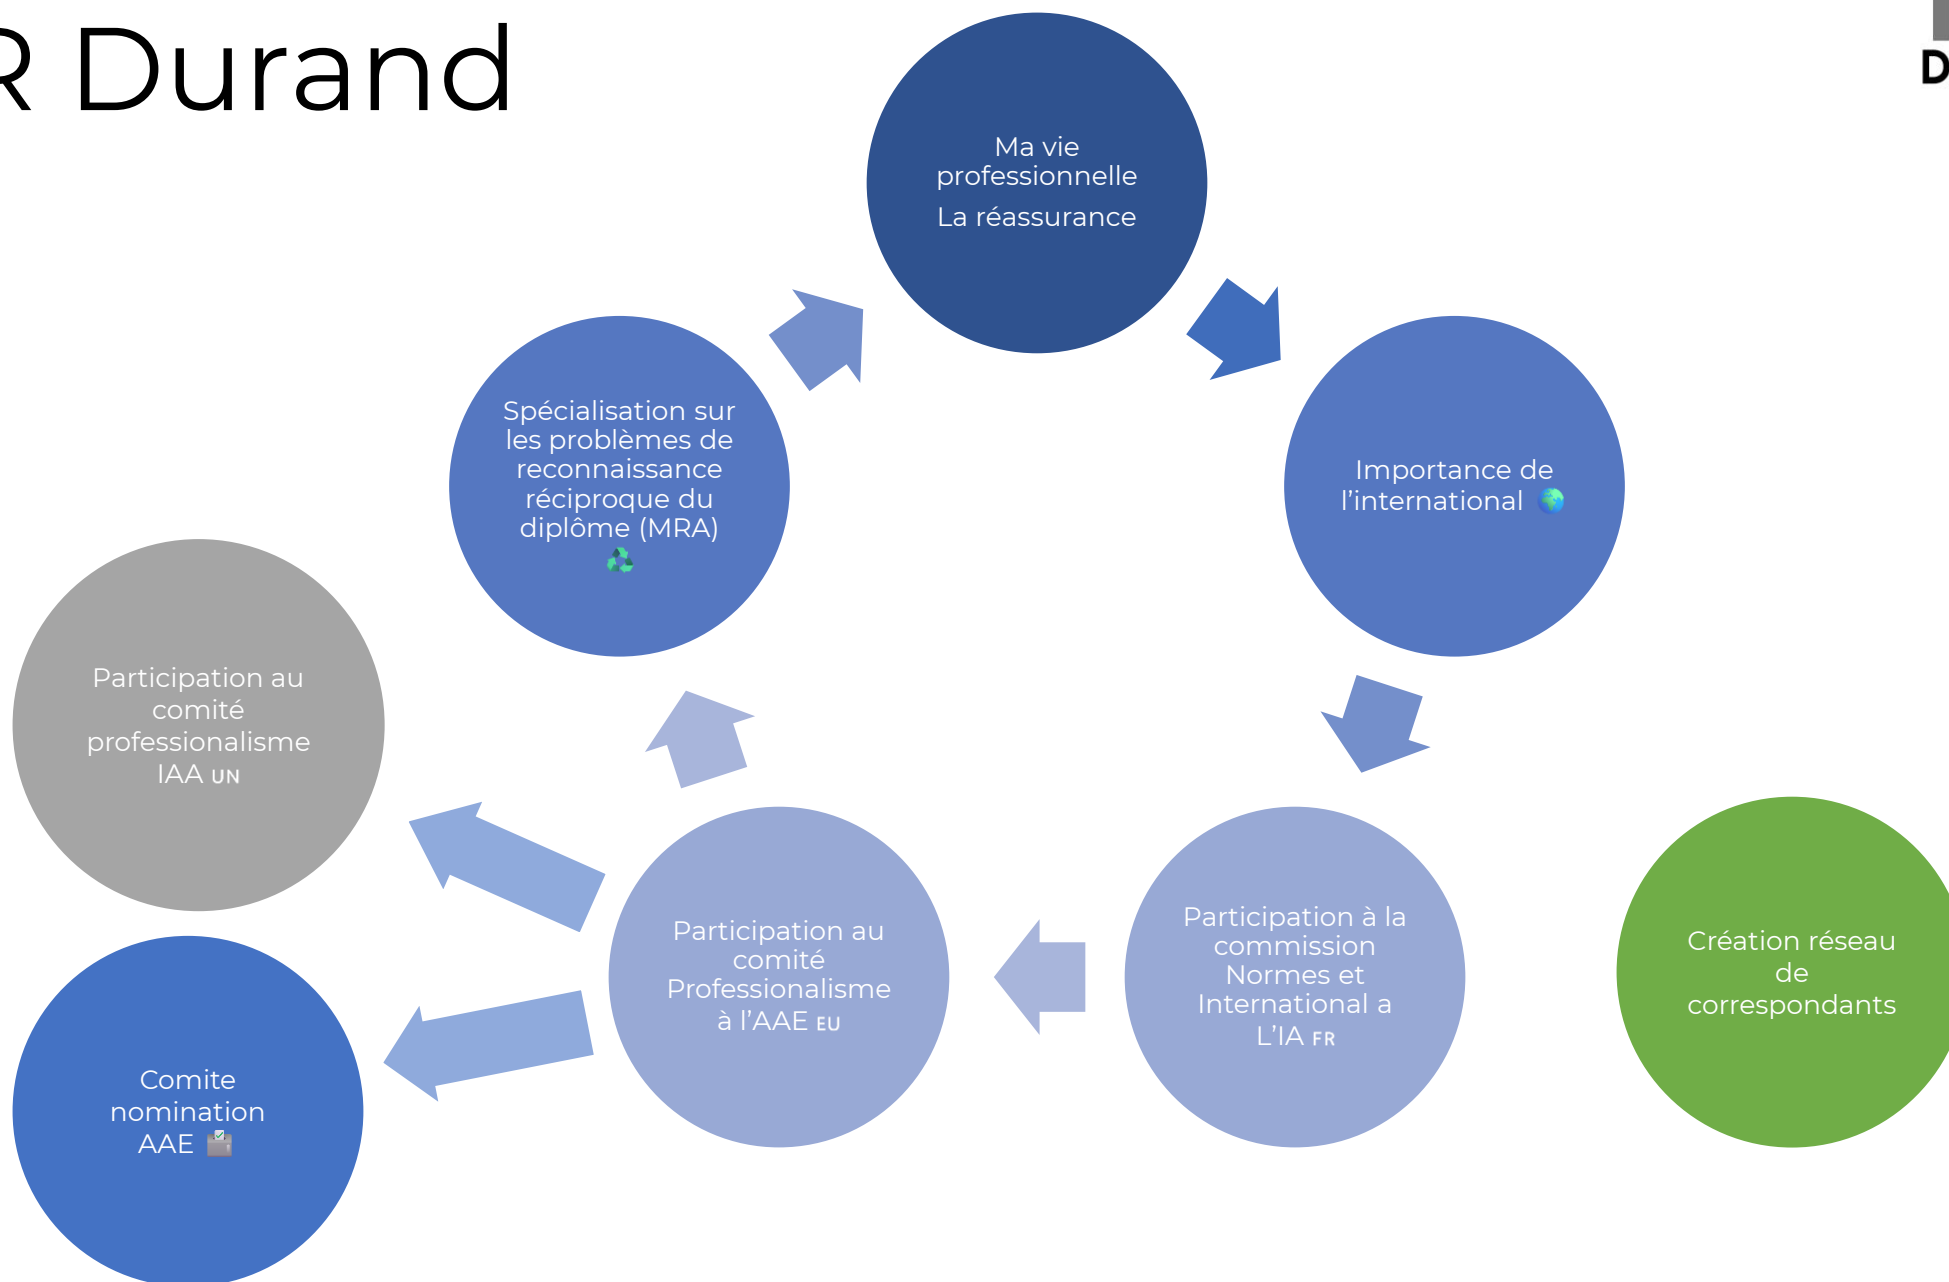 R Durand
D
Ma vie
professionnelle
La réassurance
Importance de
l’international
Spécialisation sur
les problèmes de
reconnaissance
réciproque du
diplôme (MRA)
Participation au
comité
professionalisme
IAA UN
Participation au
comité
Professionalisme
à l’AAE EU
Participation à la
commission
Normes et
International a
L’IA FR
Création réseau
de
correspondants
Comite
nomination
AAE